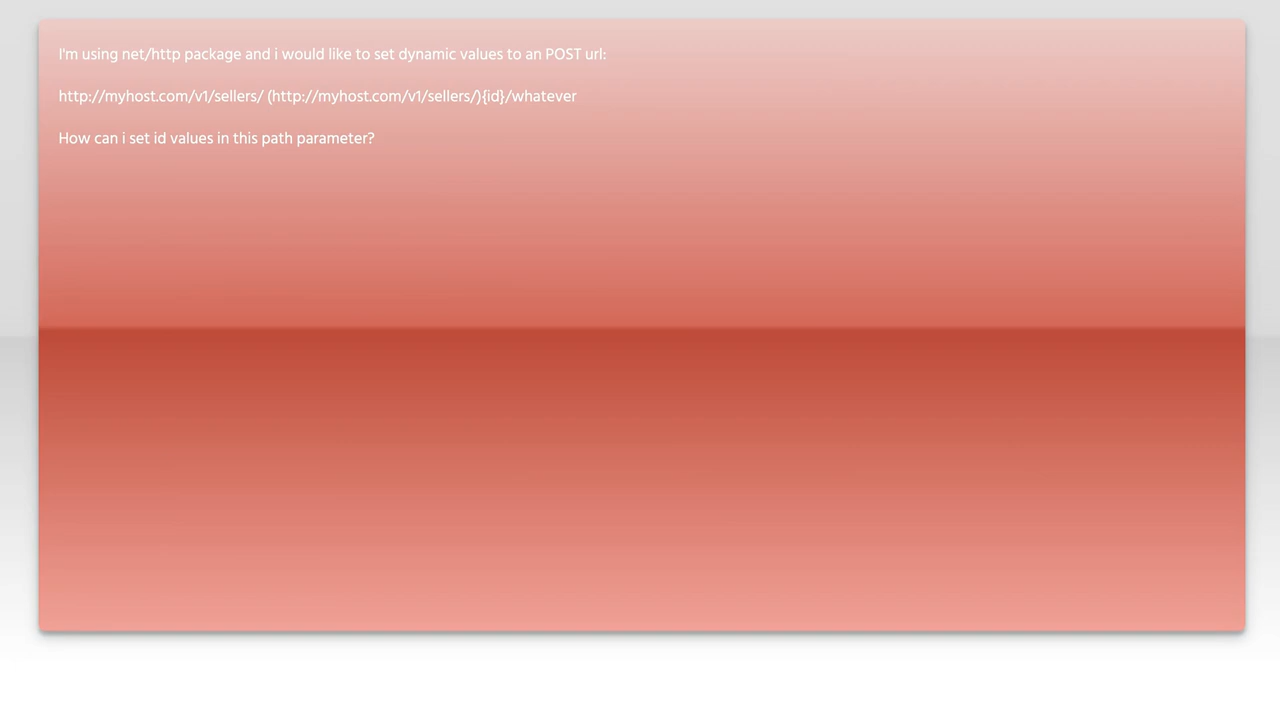 I'm using net/http package and i would like to set dynamic values to an POST url:
http://myhost.com/v1/sellers/ (http://myhost.com/v1/sellers/){id}/whatever
How can i set id values in this path parameter?